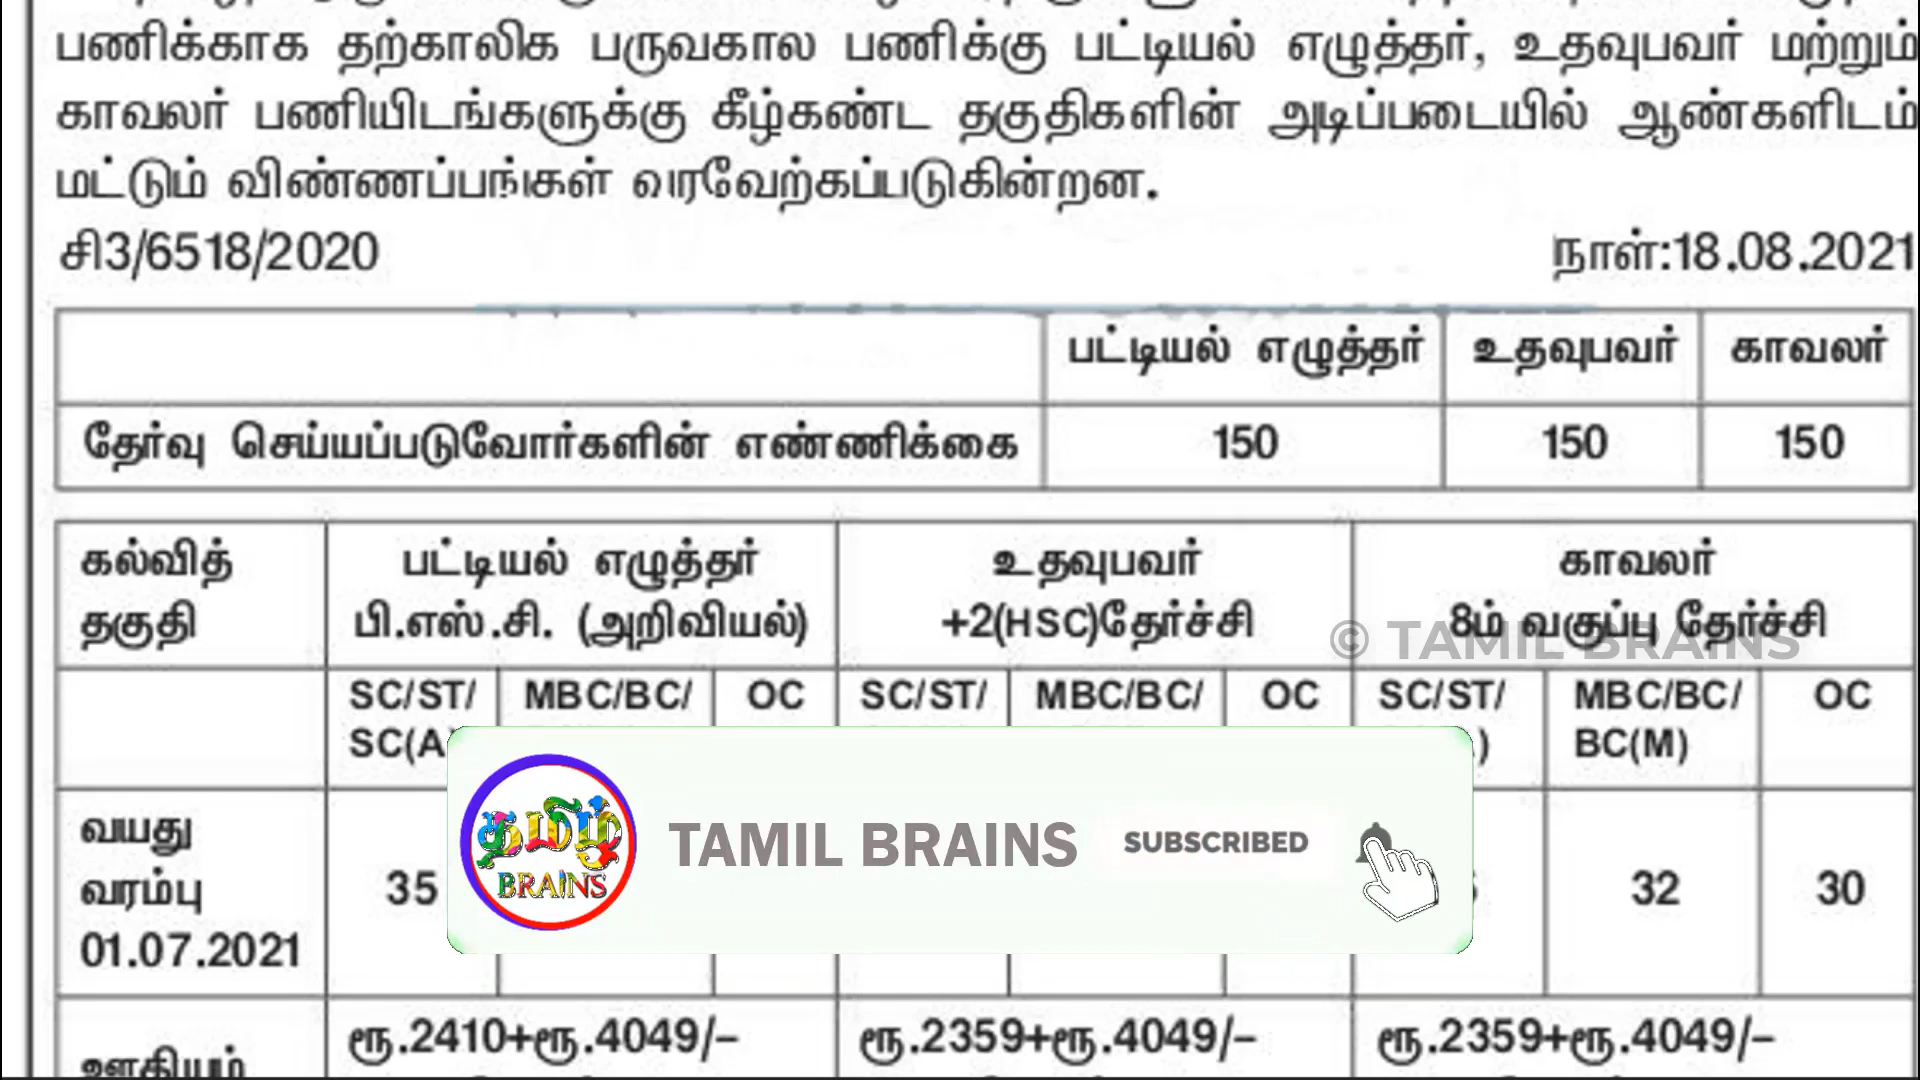 பணிக்காக தற்காலிக பருவகால பணிக்கு பட்டியல் எழுத்தர், உதவுபவர் மற்றும்
காவலர் பணியிடங்களுக்கு கீழ்கண்ட தகுதிகளின் அடிப்படையில் ஆண்களிடம்
மட்டும் விண்ணப்பங்கள் வரவேற்கப்படுகின்றன.
சி3/6518/2020 நாள்:18.08.2021
பட்டியல் எழுத்தர் உதவுபவர் காவலர்
தேர்வு செய்யப்படுவோர்களின் எண்ணிக்கை 150 150 150
கல்வித் பட்டியல் எழுத்தர் உதவுபவர் காவலர்
தகுதி பி.எஸ்.சி. (அறிவியல்) +2(HSC)தேர்ச்சி 8ம் வகுப்பு தேர்ச்சி
© TAMIL BRAINS
SC/ST/ MBC/BC/ OC SC/ST/ MBC/BC/ OC SC/ST/ MBC/BC/ OC
SC(A BC(M)
வயது
வரம்பு 35 32 30
01.07.2021
தமிழ்
BRAINS
TAMIL BRAINS SUBSCRIBED
ரூ.2410+ரூ.4049/– ரூ.2359+ரூ.4049/– ரூ.2359+ரூ.4049/–
ஊதியம்